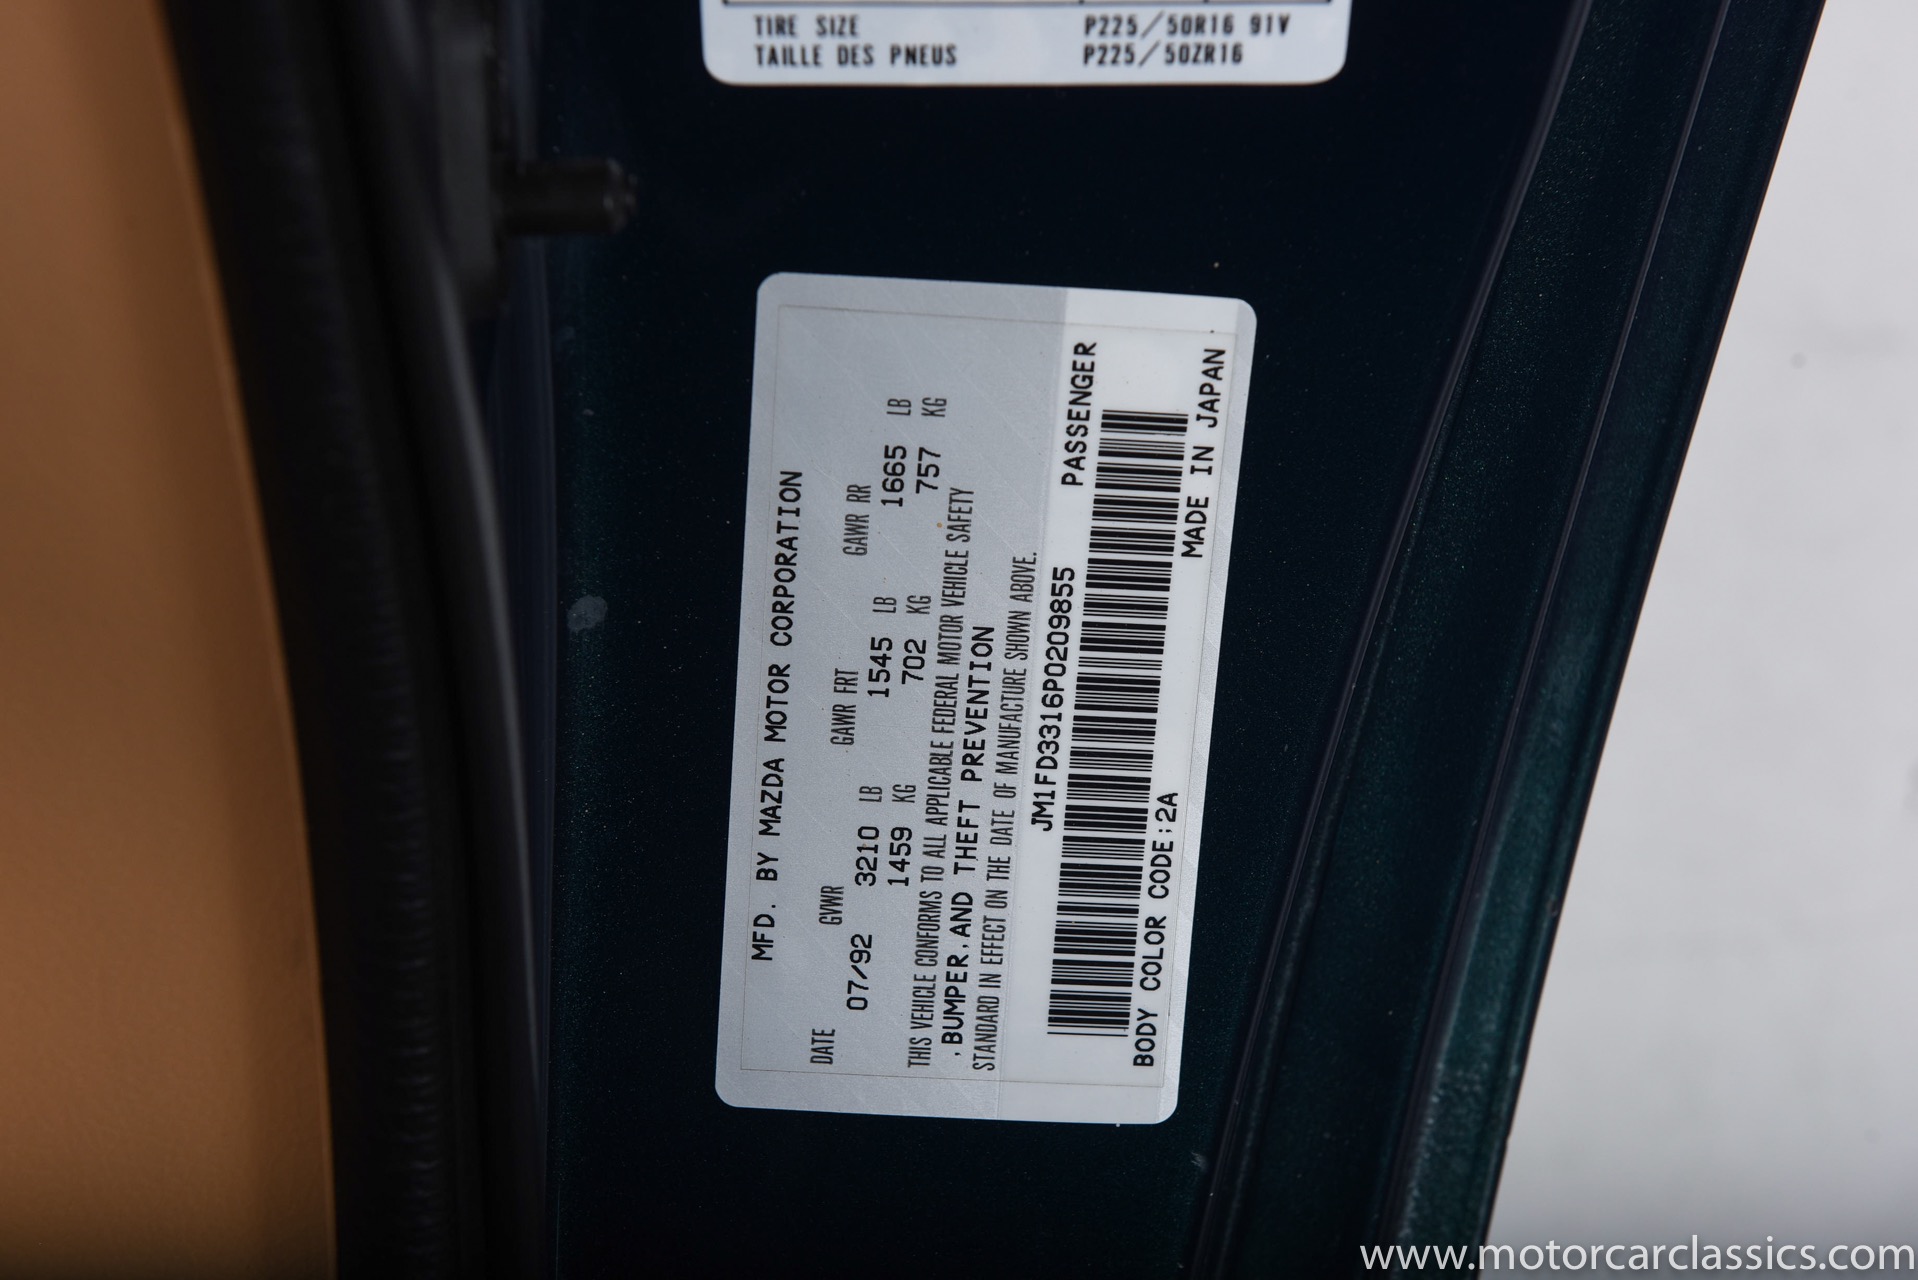 TIRE SIZE P225/50R16 91V
TAILLE DES PNEUS P225/50ZR16
MFD. BY MAZDA MOTOR CORPORATION
DATE GVWR GAWR FRT GAWR RR
07/92 3210 LB 1545 LB 1665 LB
1459 KG 702 KG 757 KG
THIS VEHICLE CONFORMS TO ALL APPLICABLE FEDERAL MOTOR VEHICLE SAFETY
, BUMPER, AND THEFT PREVENTION
STANDARD IN EFFECT ON THE DATE OF MANUFACTURE SHOWN ABOVE.
JM1FD3316P0209855 PASSENGER
BODY COLOR CODE;2A MADE IN JAPAN
www.motorcarclassics.com